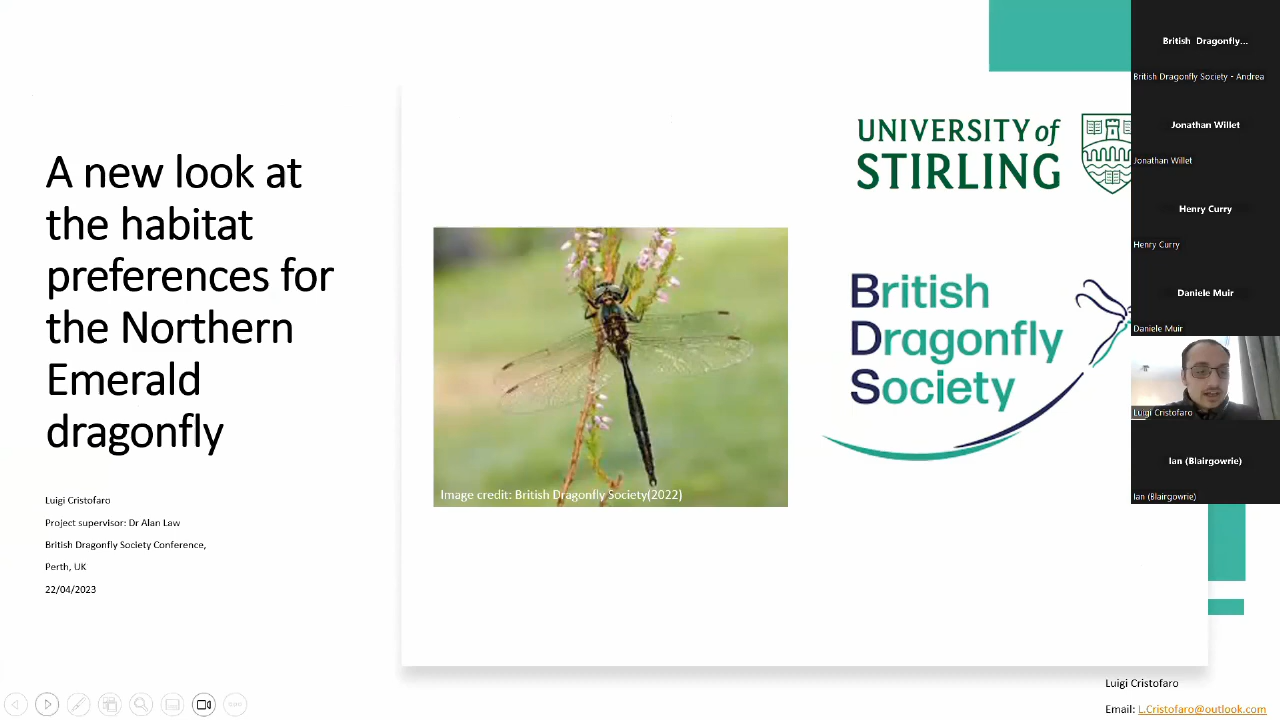 A new look at
the habitat
preferences for
the Northern
Emerald
dragonfly
Luigi Cristofaro
Project supervisor: Dr Alan Law
British Dragonfly Society Conference,
Perth, UK
22/04/2023
Image credit: British Dragonfly Society(2022)
UNIVERSITY of
STIRLING
British
Dragonfly
Society
British Dragonfly...
British Dragonfly Society - Andrea
Jonathan Willet
Jonathan Willet
Henry Curry
Henry Curry
Daniele Muir
Daniele Muir
Luigi Cristofaro
Ian (Blairgowrie)
Ian (Blairgowrie)
Luigi Cristofaro
Email: L.Cristofaro@outlook.com